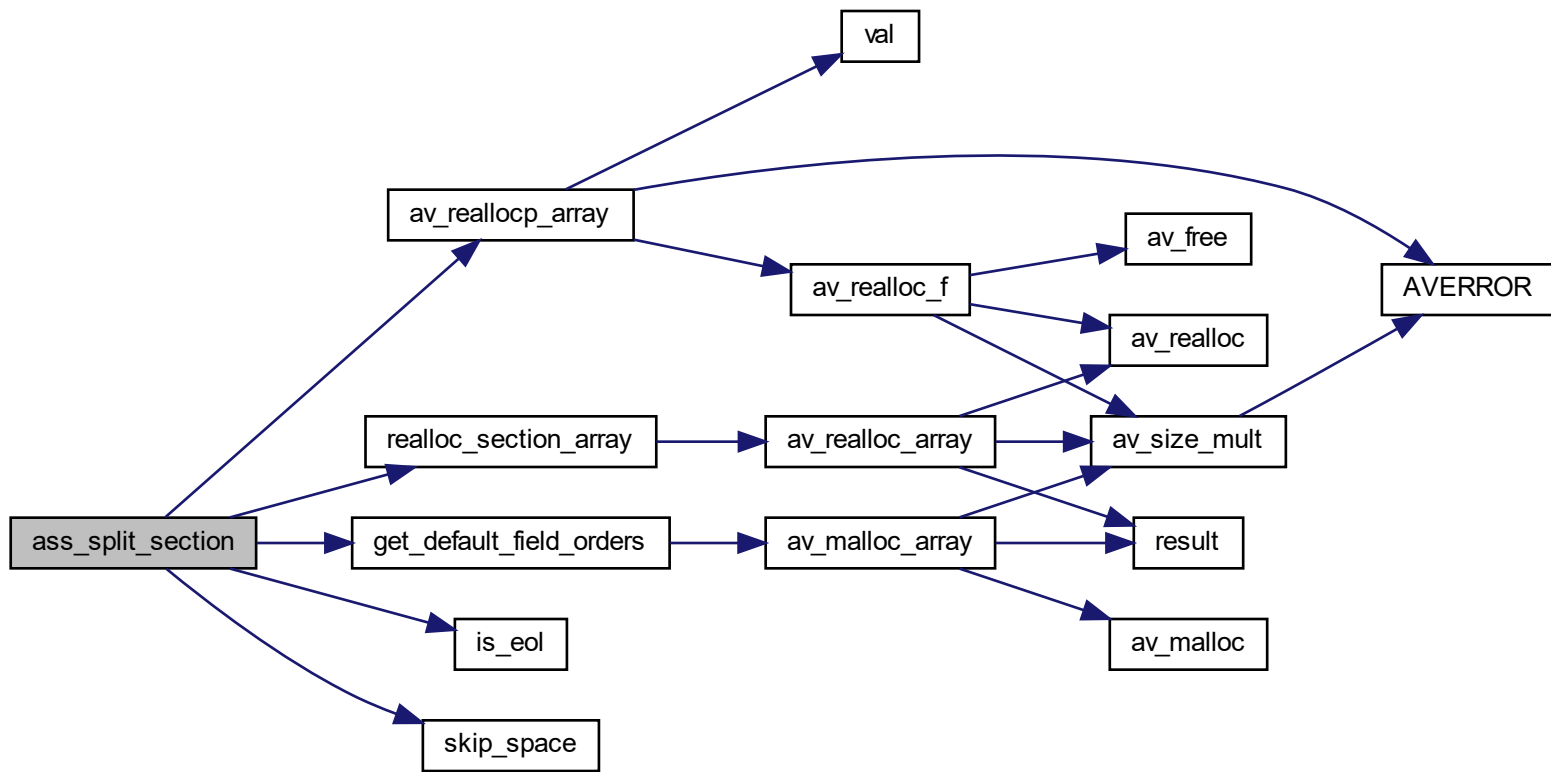 val
av_reallocp_array
av_free
av_realloc_f
AVERROR
av_realloc
realloc_section_array
av_realloc_array
av_size_mult
ass_split_section
get_default_field_orders
av_malloc_array
result
is_eol
av_malloc
skip_space